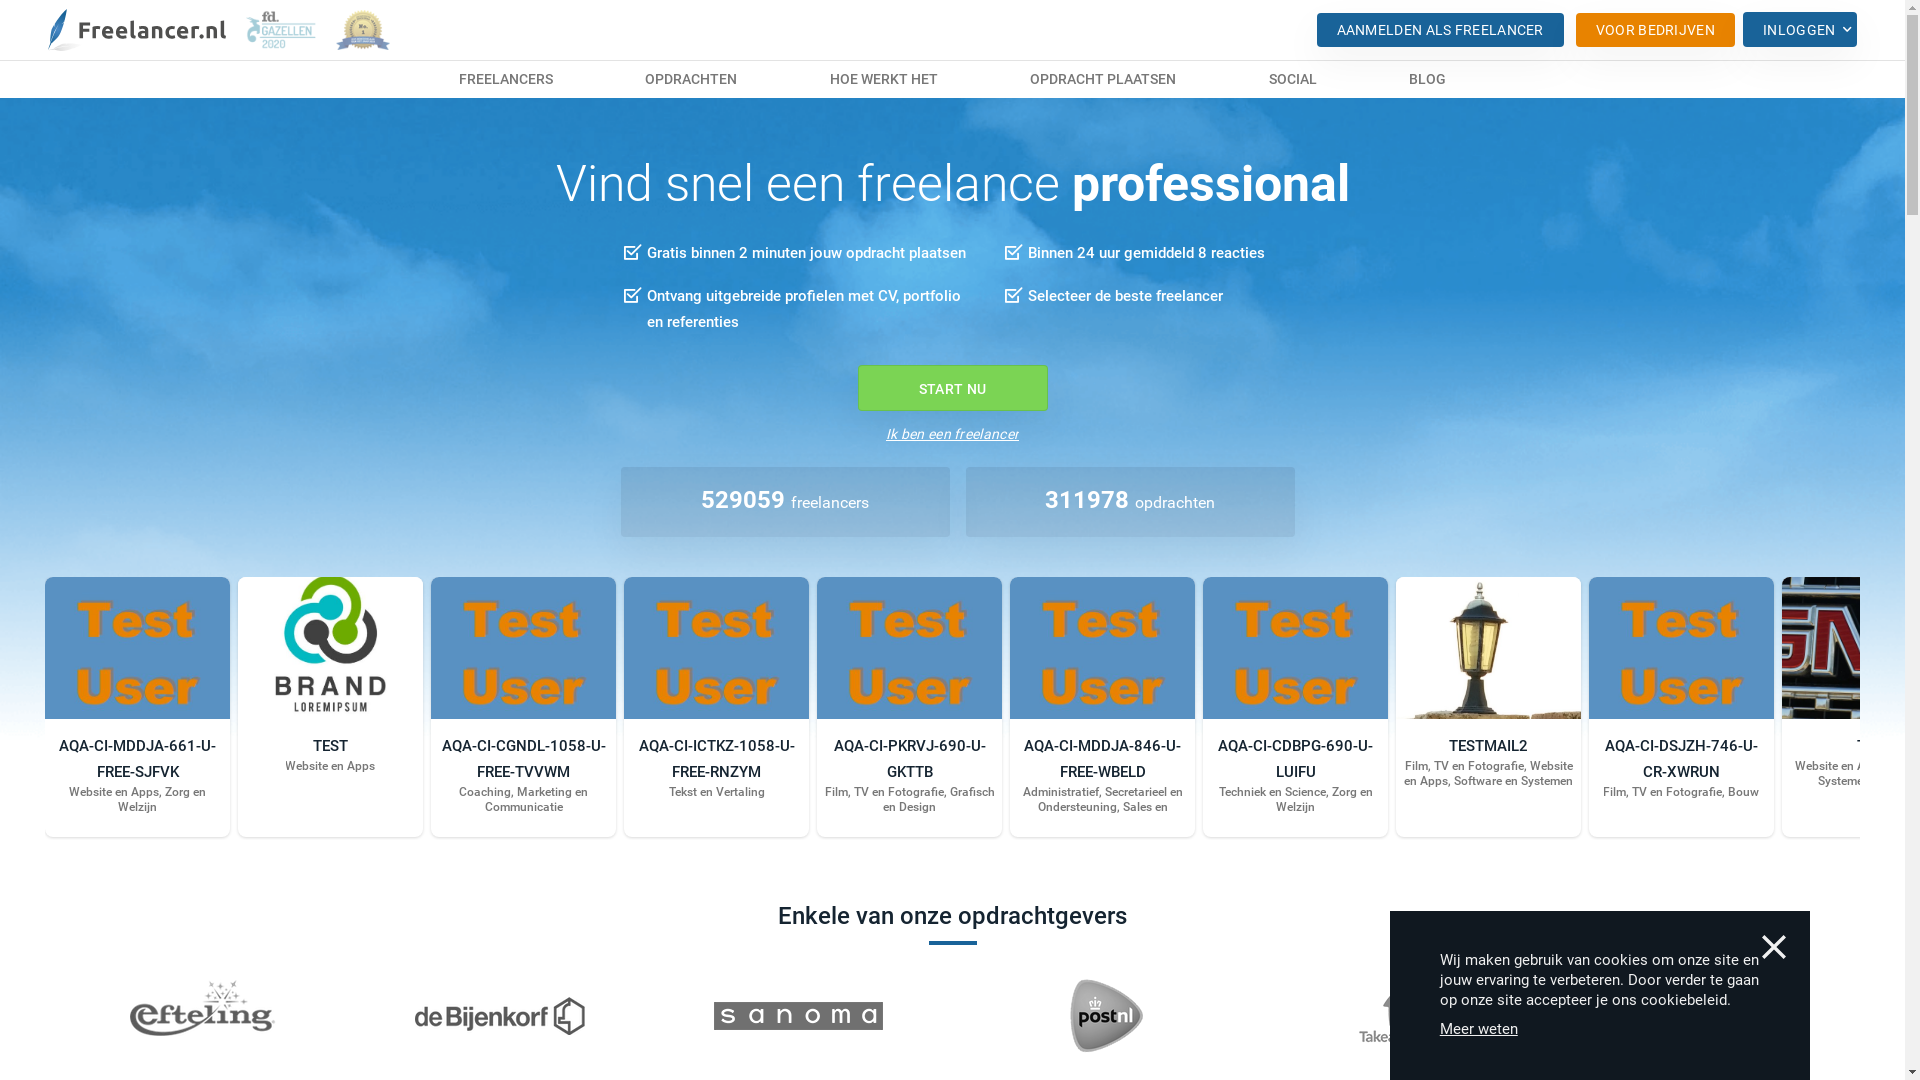 Freelancer.nl
fd.
GAZELLEN
2020
AANMELDEN ALS FREELANCER
VOOR BEDRIJVEN
INLOGGEN
FREELANCERS
OPDRACHTEN
HOE WERKT HET
OPDRACHT PLAATSEN
SOCIAL
BLOG
Vind snel een freelance professional
Gratis binnen 2 minuten jouw opdracht plaatsen
Binnen 24 uur gemiddeld 8 reacties
Ontvang uitgebreide profielen met CV, portfolio
en referenties
Selecteer de beste freelancer
START NU
Ik ben een freelancer
529059 freelancers
311978 opdrachten
Test
User
AQA-CI-MDDJA-661-U-
FREE-SJFVK
Website en Apps, Zorg en
Welzijn
BRAND
LOREMIPSUM
TEST
Website en Apps
Test
User
AQA-CI-CGNDL-1058-U-
FREE-TVVWM
Coaching, Marketing en
Communicatie
Test
User
AQA-CI-ICTKZ-1058-U-
FREE-RNZYM
Tekst en Vertaling
Test
User
AQA-CI-PKRVJ-690-U-
GKTTB
Film, TV en Fotografie, Grafisch
en Design
Test
User
AQA-CI-MDDJA-846-U-
FREE-WBELD
Administratief, Secretarieel en
Ondersteuning, Sales en
Test
User
AQA-CI-CDBPG-690-U-
LUIFU
Techniek en Science, Zorg en
Welzijn
TESTMAIL2
Film, TV en Fotografie, Website
en Apps, Software en Systemen
Test
User
AQA-CI-DSJZH-746-U-
CR-XWRUN
Film, TV en Fotografie, Bouw
Website en
Enkele van onze opdrachtgevers
efteling
de Bijenkorf
sanoma
postnl
Wij maken gebruik van cookies om onze site en
jouw ervaring te verbeteren. Door verder te gaan
op onze site accepteer je ons cookiebeleid.
Meer weten